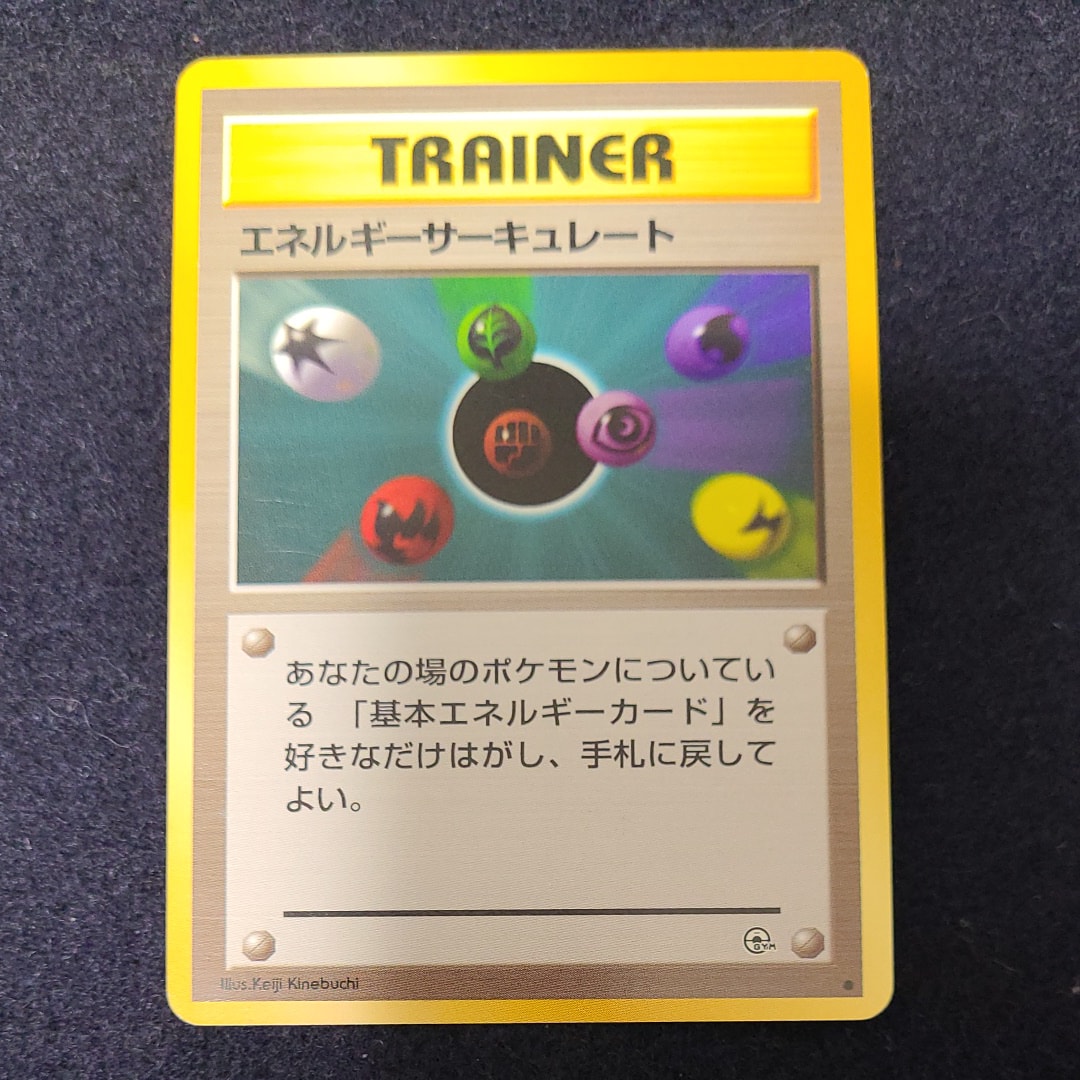 TRAINER
エネルギーサーキュレート
あなたの場のポケモンについてい
る 「基本エネルギーカード」を
好きなだけはがし、手札に戻して
よい。
GYM
Illus.Keiji Kinebuchi